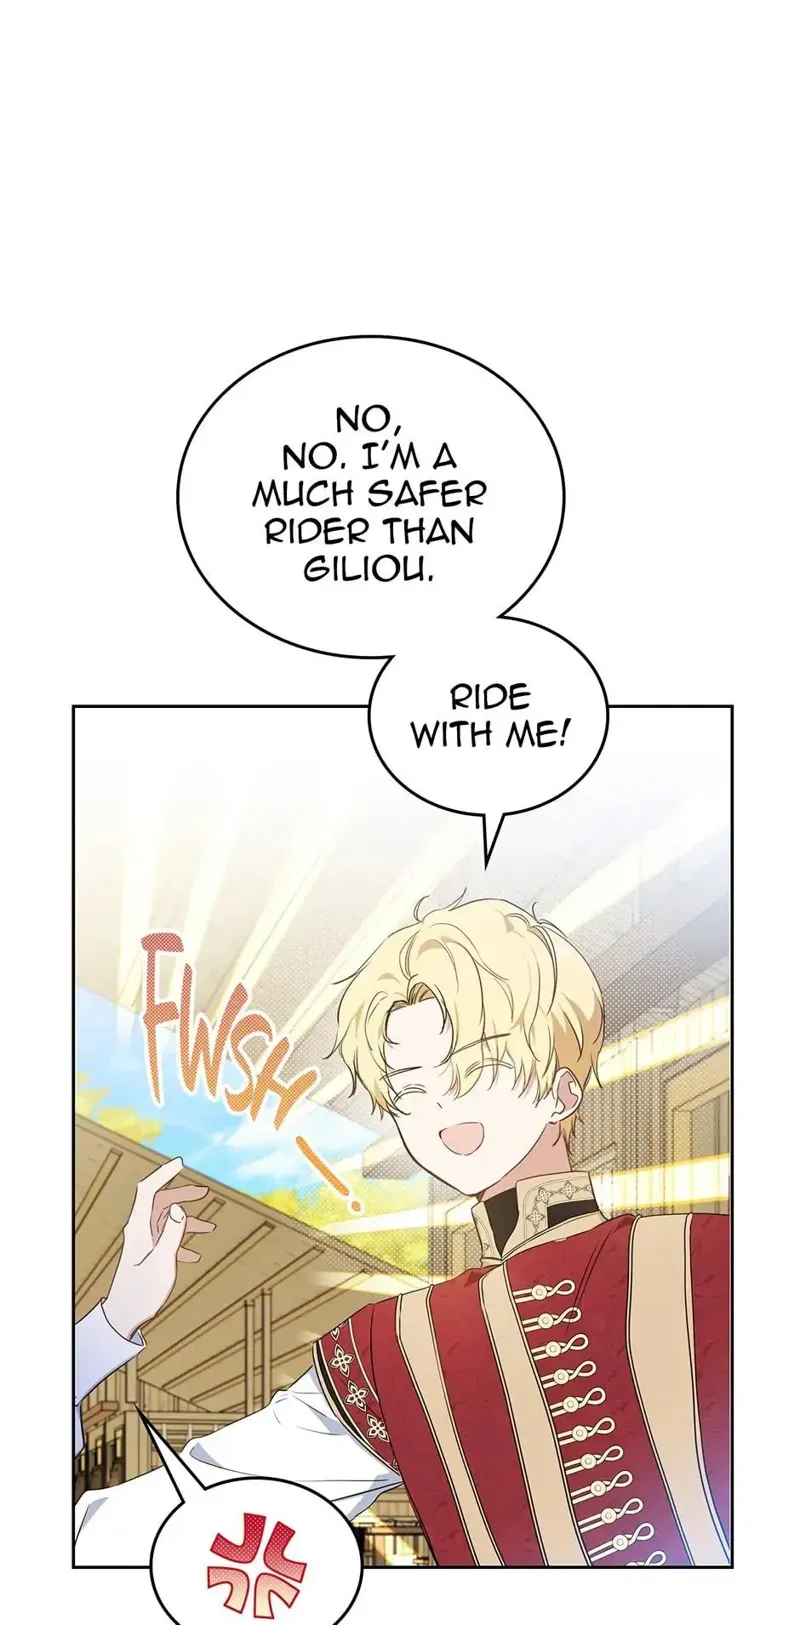 NO,
NO. I'M A
MUCH SAFER
RIDER THAN
GILIOU.
RIDE
WITH ME!
FWSH